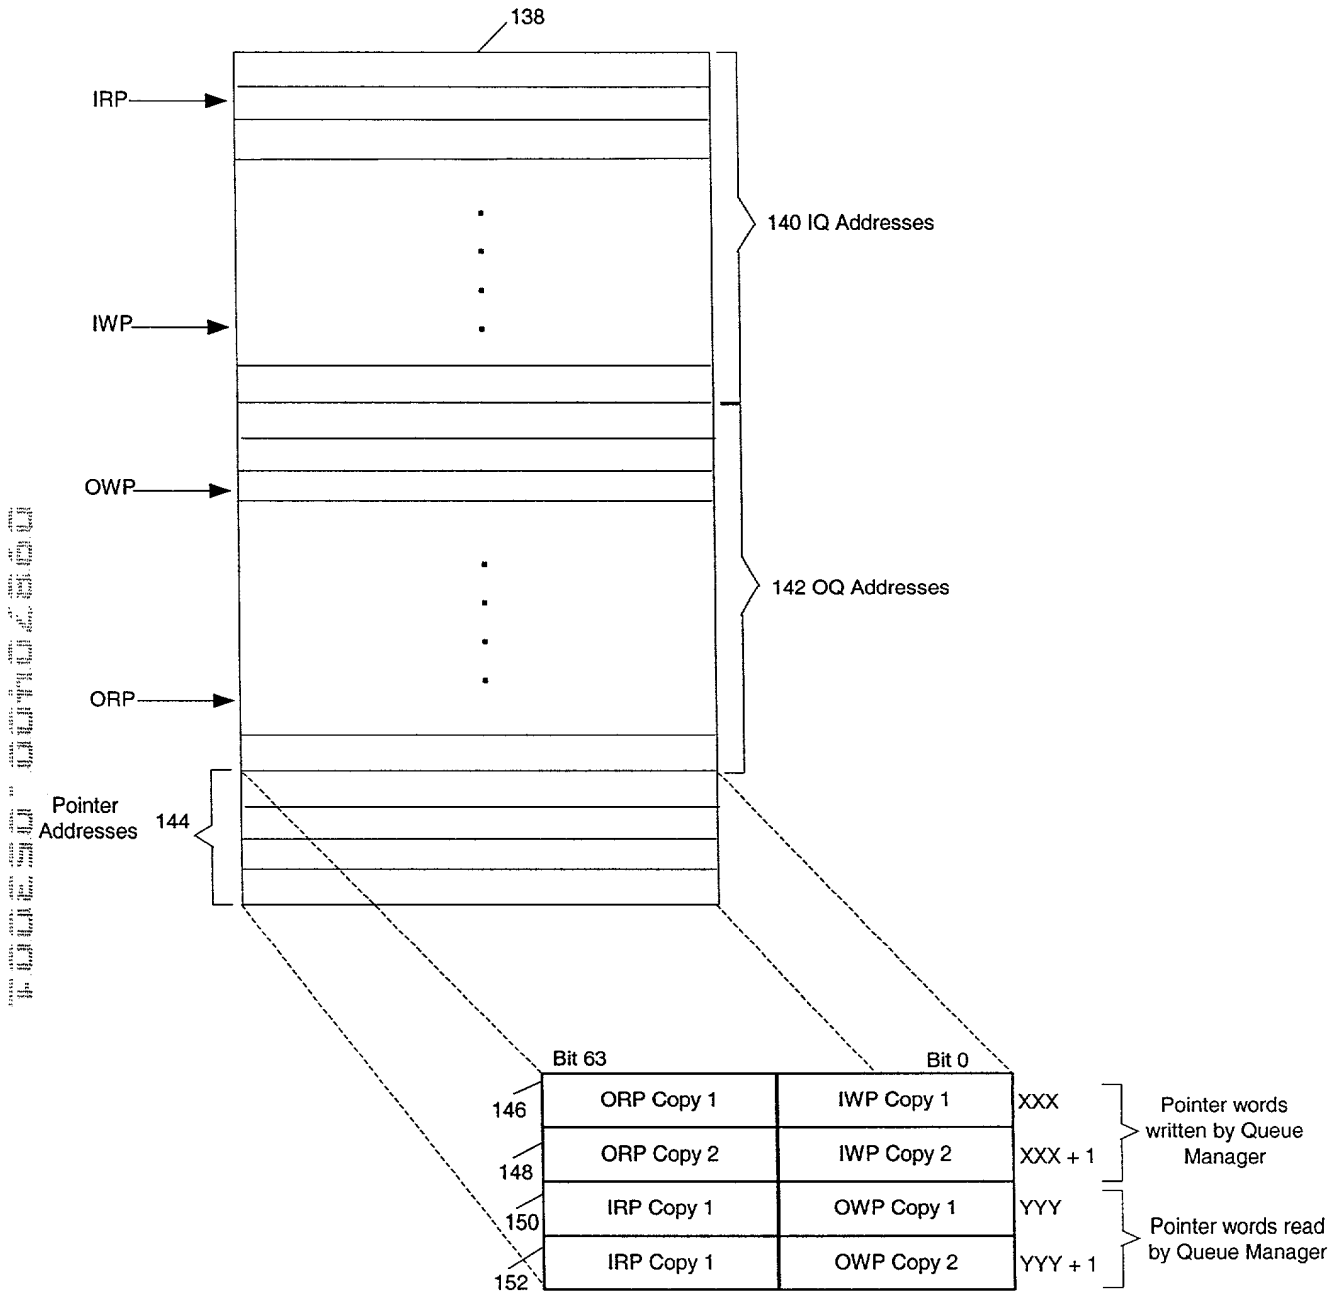 138
IRP
140 IQ Addresses
IWP
OWP
142 OQ Addresses
ORP
Pointer
Addresses
144
Bit 63
Bit 0
146
ORP Copy 1
IWP Copy 1
XXX
148
ORP Copy 2
IWP Copy 2
XXX + 1
Pointer words
written by Queue
Manager
150
IRP Copy 1
OWP Copy 1
YYY
152
IRP Copy 1
OWP Copy 2
YYY + 1
Pointer words read
by Queue Manager